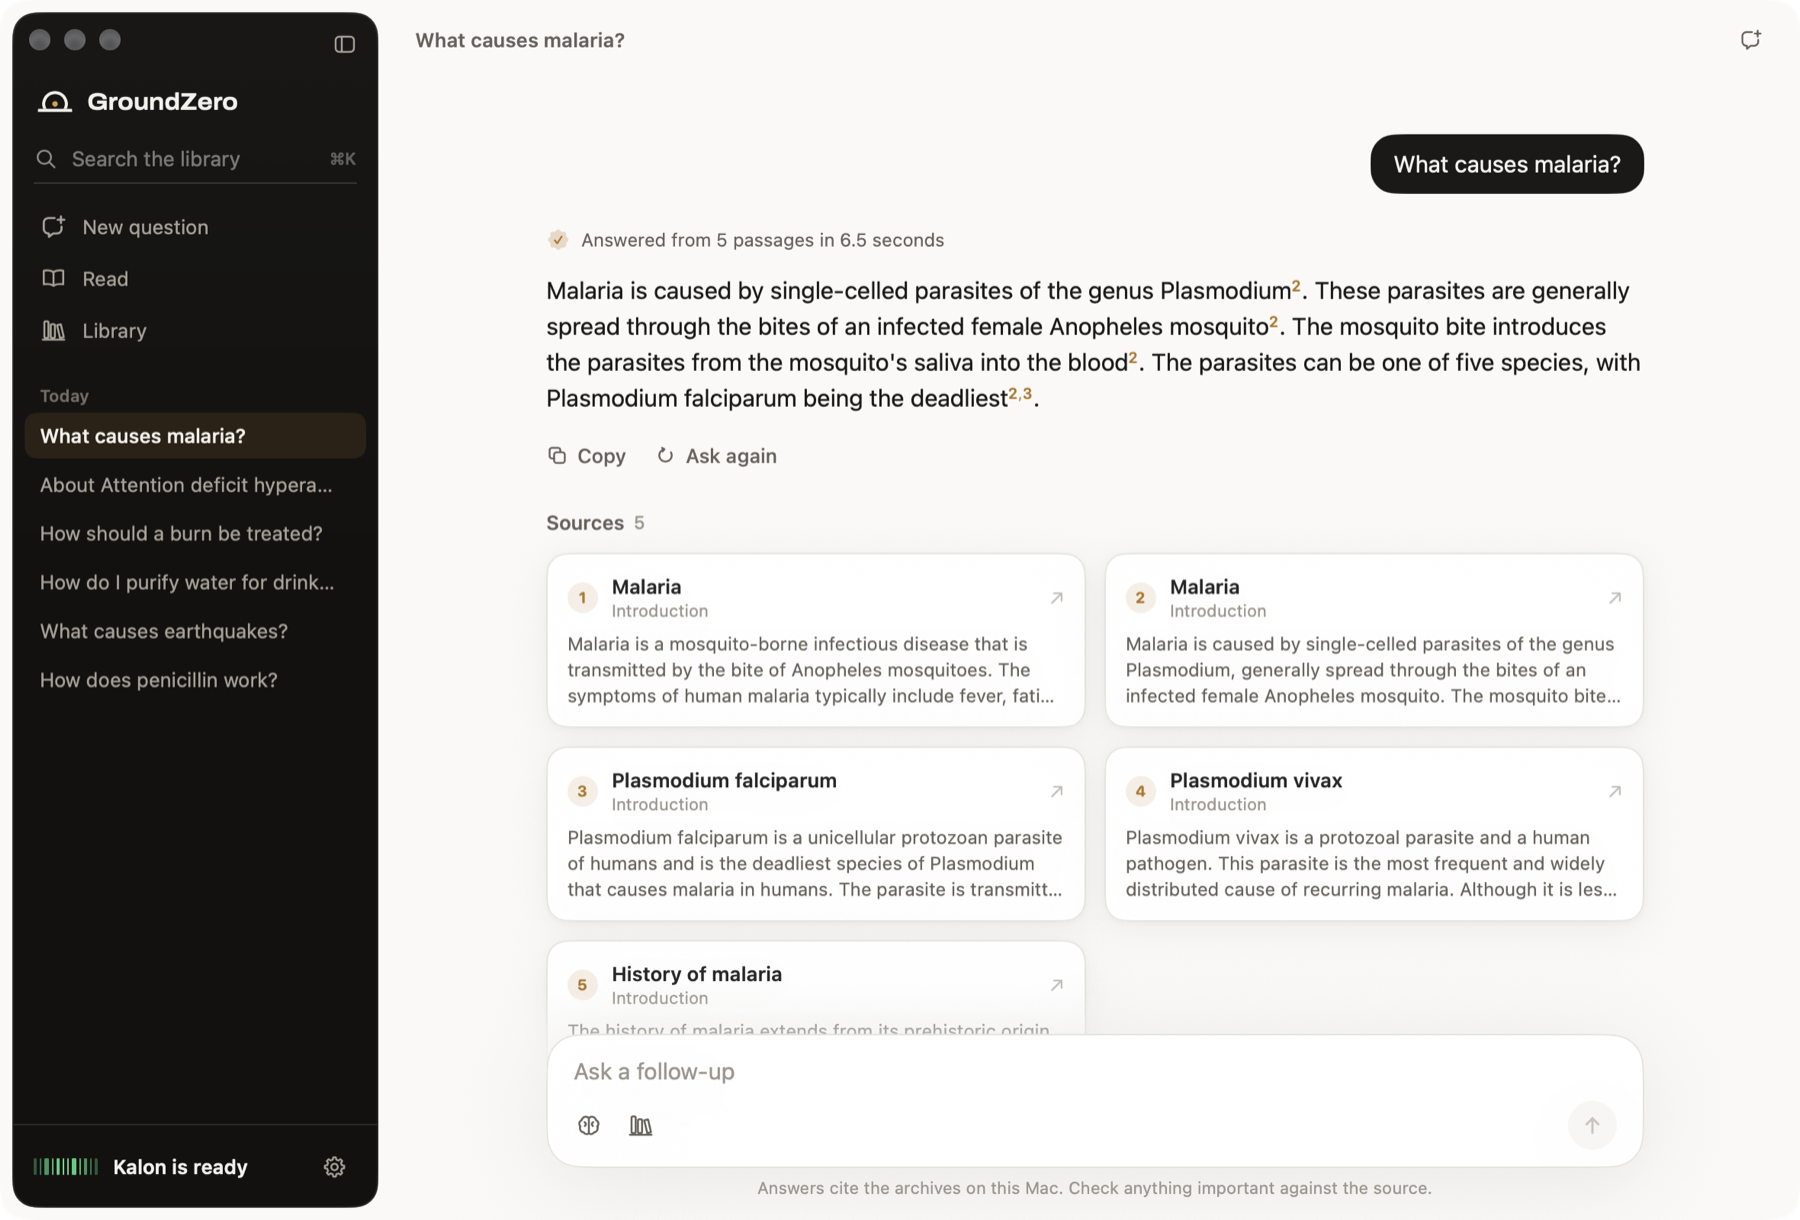 GroundZero
Search the library ⌘K
New question
Read
Library
Today
What causes malaria?
About Attention deficit hypera...
How should a burn be treated?
How do I purify water for drink...
What causes earthquakes?
How does penicillin work?
Kalon is ready
What causes malaria?
What causes malaria?
Answered from 5 passages in 6.5 seconds
Malaria is caused by single-celled parasites of the genus Plasmodium². These parasites are generally
spread through the bites of an infected female Anopheles mosquito². The mosquito bite introduces
the parasites from the mosquito's saliva into the blood². The parasites can be one of five species, with
Plasmodium falciparum being the deadliest²,³.
Copy Ask again
Sources 5
1 Malaria
Introduction
Malaria is a mosquito-borne infectious disease that is
transmitted by the bite of Anopheles mosquitoes. The
symptoms of human malaria typically include fever, fati...
2 Malaria
Introduction
Malaria is caused by single-celled parasites of the genus
Plasmodium, generally spread through the bites of an
infected female Anopheles mosquito. The mosquito bite...
3 Plasmodium falciparum
Introduction
Plasmodium falciparum is a unicellular protozoan parasite
of humans and is the deadliest species of Plasmodium
that causes malaria in humans. The parasite is transmitt...
4 Plasmodium vivax
Introduction
Plasmodium vivax is a protozoal parasite and a human
pathogen. This parasite is the most frequent and widely
distributed cause of recurring malaria. Although it is les...
5 History of malaria
Introduction
The history of malaria extends from its prehistoric origin
Ask a follow-up
Answers cite the archives on this Mac. Check anything important against the source.